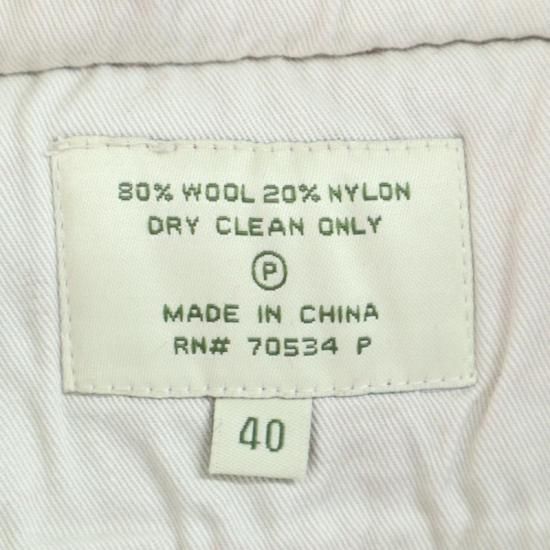 80% WOOL 20% NYLON
DRY CLEAN ONLY
P
MADE IN CHINA
RN# 70534 P
40